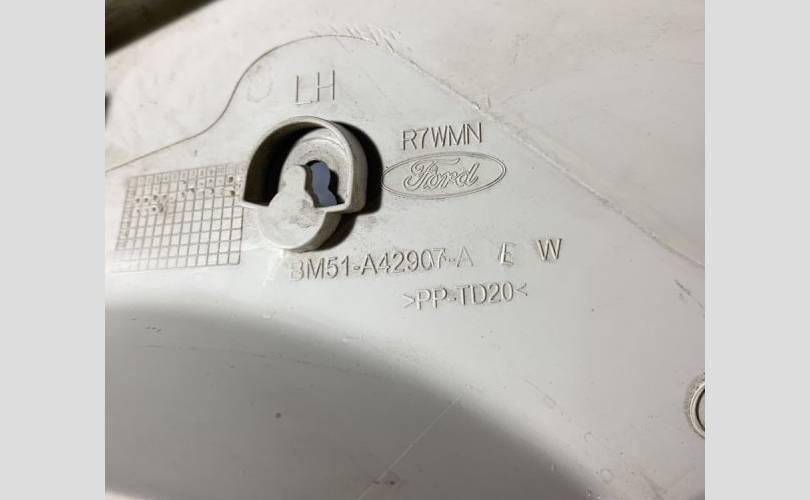 LH
R7WMN
Ford
BM51-A42907-A E W
>PP-TD20<